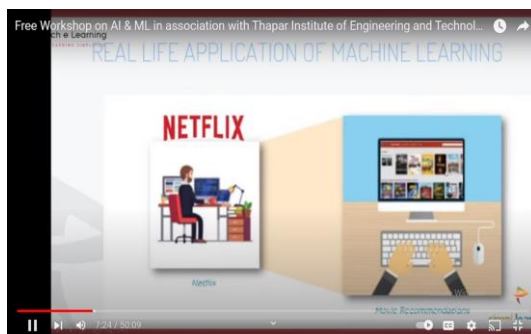 Free Workshop on AI & ML in association with Thapar Institute of Engineering and Technol...
ch e Learning
REAL LIFE APPLICATION OF MACHINE LEARNING
NETFLIX
Netflix
Movie Recommendations
7:24 / 50:09